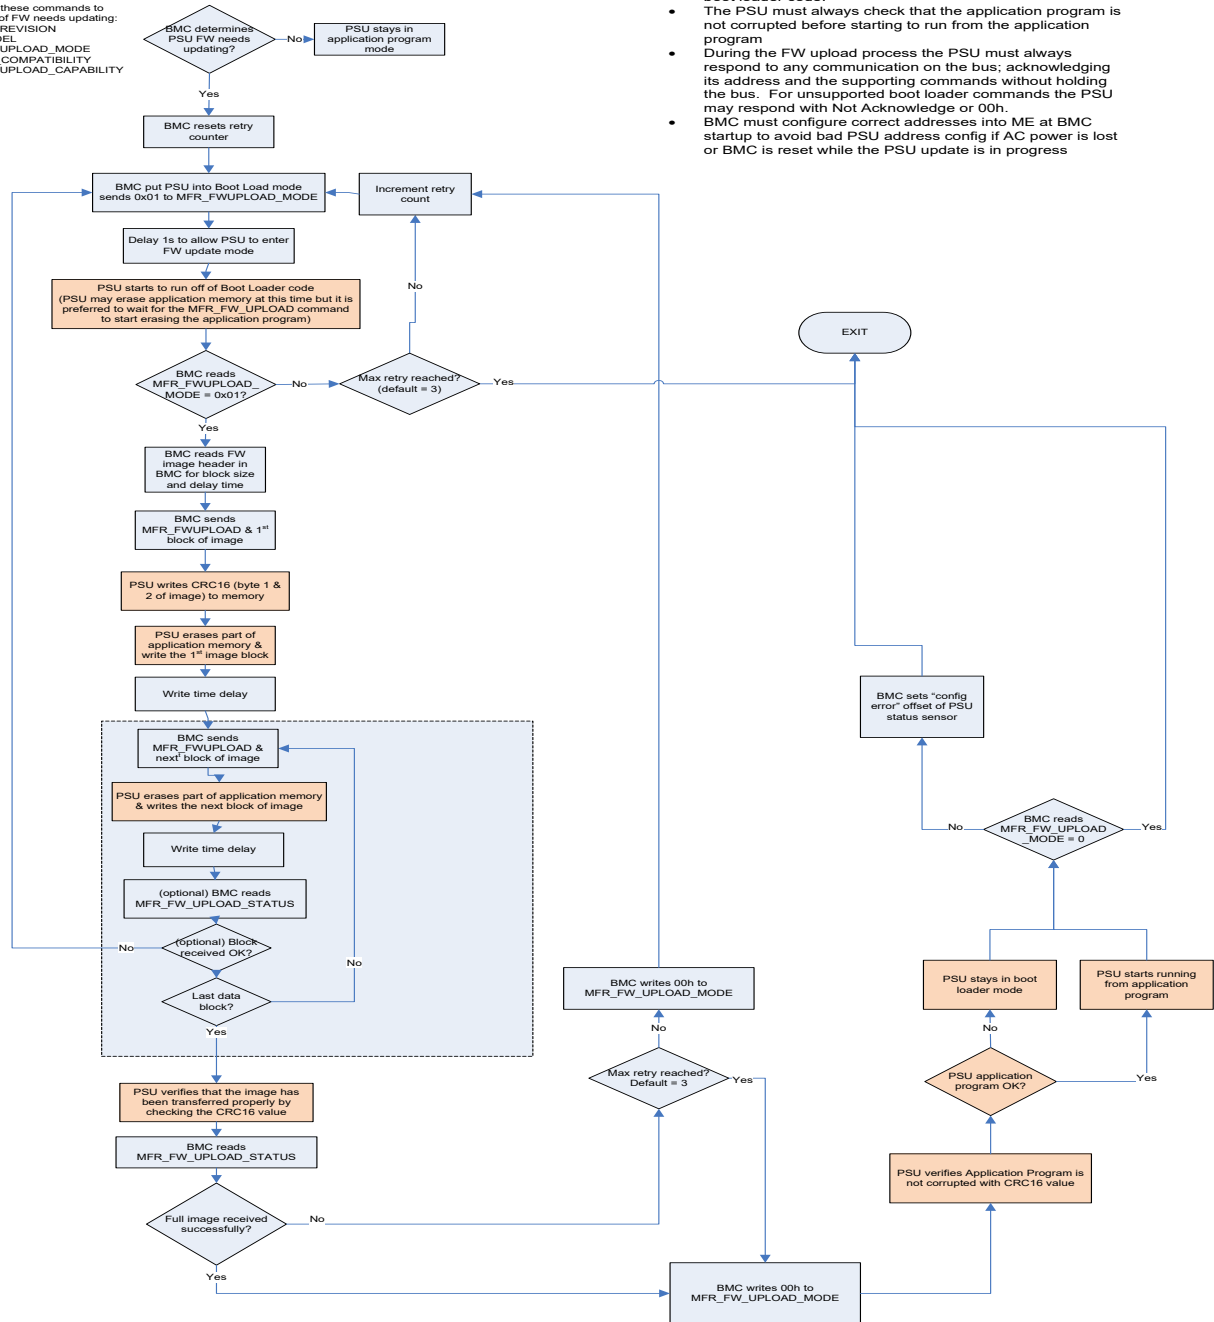 these commands to
of FW needs updating:
REVISION
UPLOAD_MODE
_COMPATIBILITY
UPLOAD_CAPABILITY
BMC determines
PSU FW needs
updating?
No
PSU stays in
application program
mode
• The PSU must always check that the application program is
not corrupted before starting to run from the application
program
• During the FW upload process the PSU must always
respond to any communication on the bus; acknowledging
its address and the supporting commands without holding
the bus. For unsupported boot loader commands the PSU
may respond with Not Acknowledge or 00h.
• BMC must configure correct addresses into ME at BMC
startup to avoid bad PSU address config if AC power is lost
or BMC is reset while the PSU update is in progress
Yes
BMC resets retry
counter
BMC put PSU into Boot Load mode
sends 0x01 to MFR_FWUPLOAD_MODE
Increment retry
count
Delay 1s to allow PSU to enter
FW update mode
PSU starts to run off of Boot Loader code
(PSU may erase application memory at this time but it is
preferred to wait for the MFR_FW_UPLOAD command
to start erasing the application program)
No
EXIT
BMC reads
MFR_FWUPLOAD_
MODE = 0x01?
No
Max retry reached?
(default = 3)
Yes
Yes
BMC reads FW
image header in
BMC for block size
and delay time
BMC sends
MFR_FWUPLOAD & 1st
block of image
PSU writes CRC16 (byte 1 &
2 of image) to memory
PSU erases part of
application memory &
write the 1st image block
Write time delay
BMC sends
MFR_FWUPLOAD &
next block of image
PSU erases part of application memory
& writes the next block of image
Write time delay
(optional) BMC reads
MFR_FW_UPLOAD_STATUS
(optional) Block
received OK?
No
No
Last data
block?
Yes
BMC sets “config
error” offset of PSU
status sensor
BMC reads
MFR_FW_UPLOAD
_MODE = 0
No
Yes
BMC writes 00h to
MFR_FW_UPLOAD_MODE
PSU stays in boot
loader mode
PSU starts running
from application
program
No
No
Max retry reached?
Default = 3
Yes
PSU application
program OK?
Yes
PSU verifies that the image has
been transferred properly by
checking the CRC16 value
BMC reads
MFR_FW_UPLOAD_STATUS
PSU verifies Application Program is
not corrupted with CRC16 value
Full image received
successfully?
No
Yes
BMC writes 00h to
MFR_FW_UPLOAD_MODE